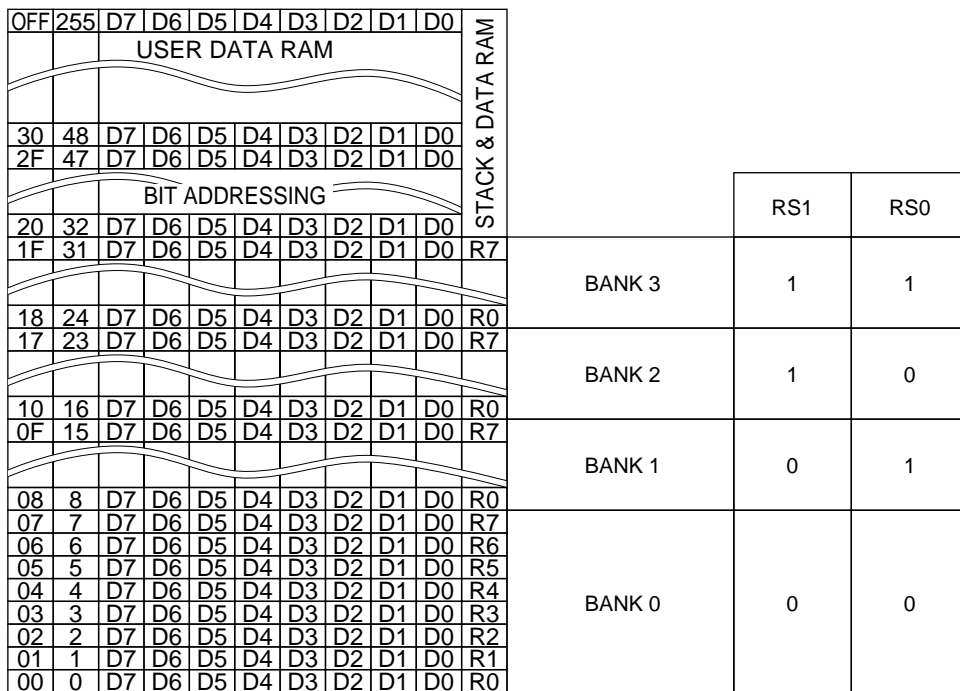 OFF 255 D7 D6 D5 D4 D3 D2 D1 D0
USER DATA RAM
STACK & DATA RAM
30 48 D7 D6 D5 D4 D3 D2 D1 D0
2F 47 D7 D6 D5 D4 D3 D2 D1 D0
BIT ADDRESSING
RS1 RS0
20 32 D7 D6 D5 D4 D3 D2 D1 D0
1F 31 D7 D6 D5 D4 D3 D2 D1 D0 R7
BANK 3 1 1
18 24 D7 D6 D5 D4 D3 D2 D1 D0 R0
17 23 D7 D6 D5 D4 D3 D2 D1 D0 R7
BANK 2 1 0
10 16 D7 D6 D5 D4 D3 D2 D1 D0 R0
0F 15 D7 D6 D5 D4 D3 D2 D1 D0 R7
BANK 1 0 1
08 8 D7 D6 D5 D4 D3 D2 D1 D0 R0
07 7 D7 D6 D5 D4 D3 D2 D1 D0 R7
06 6 D7 D6 D5 D4 D3 D2 D1 D0 R6
05 5 D7 D6 D5 D4 D3 D2 D1 D0 R5
04 4 D7 D6 D5 D4 D3 D2 D1 D0 R4
BANK 0 0 0
03 3 D7 D6 D5 D4 D3 D2 D1 D0 R3
02 2 D7 D6 D5 D4 D3 D2 D1 D0 R2
01 1 D7 D6 D5 D4 D3 D2 D1 D0 R1
00 0 D7 D6 D5 D4 D3 D2 D1 D0 R0